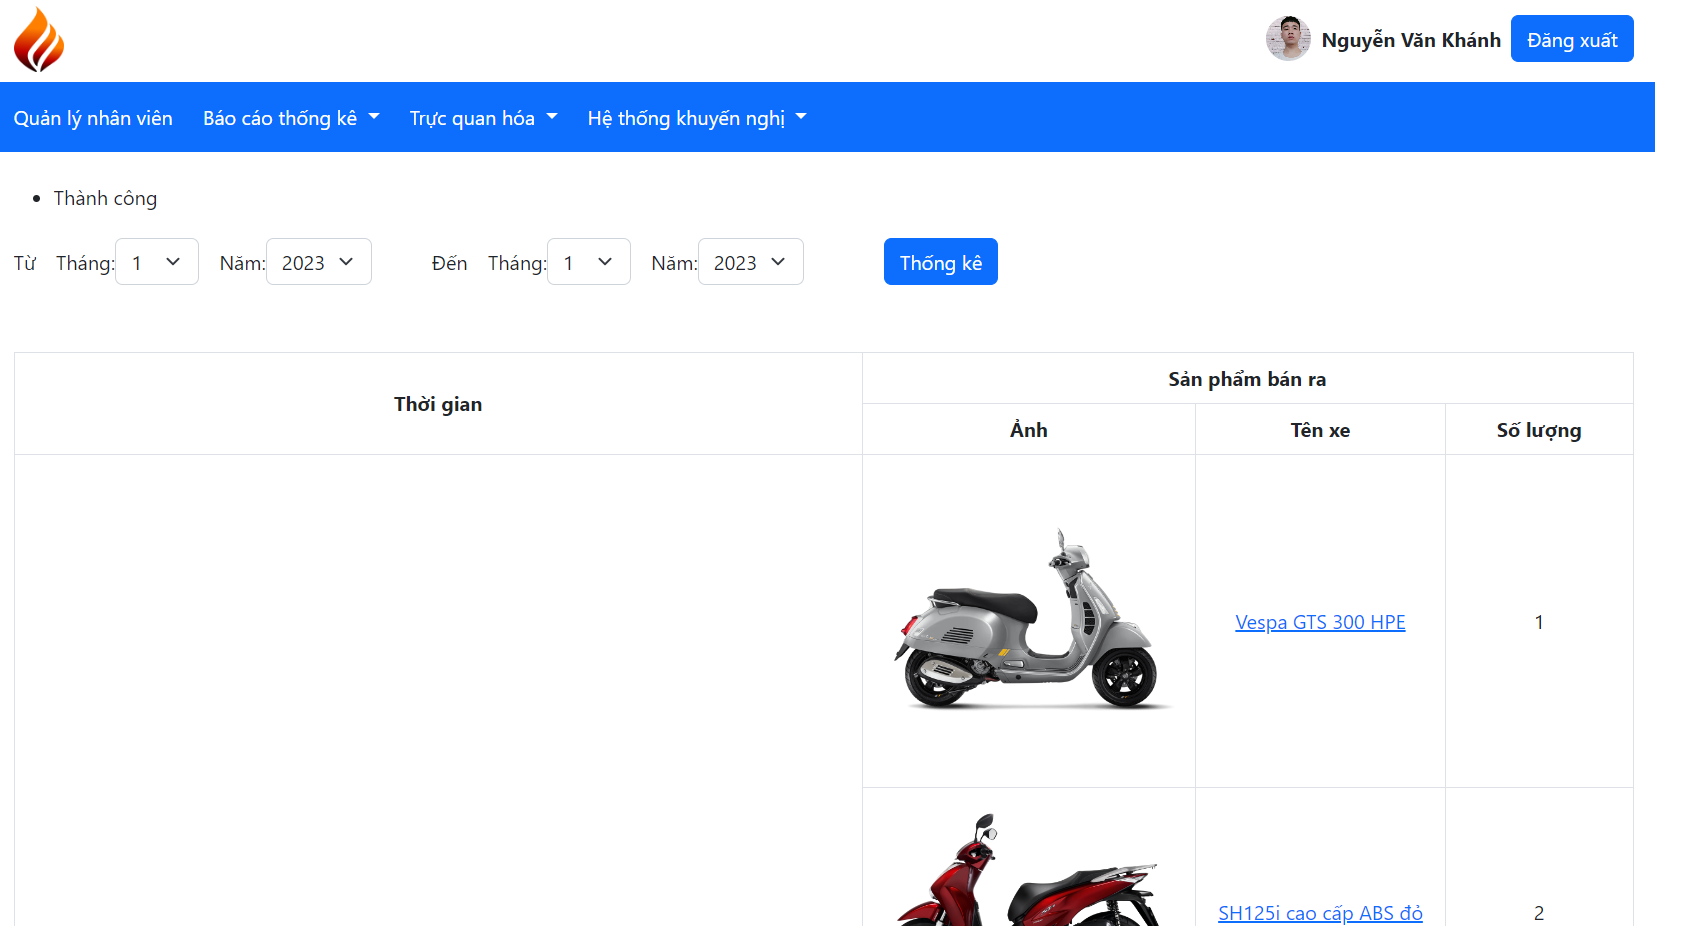 Nguyễn Văn Khánh Đăng xuất
Quản lý nhân viên Báo cáo thống kê Trực quan hóa Hệ thống khuyến nghị
Thành công
Từ Tháng: 1 Năm: 2023 Đến Tháng: 1 Năm: 2023 Thống kê
Sản phẩm bán ra
Thời gian
Ảnh Tên xe Số lượng
Vespa GTS 300 HPE 1
SH125i cao cấp ABS đỏ 2